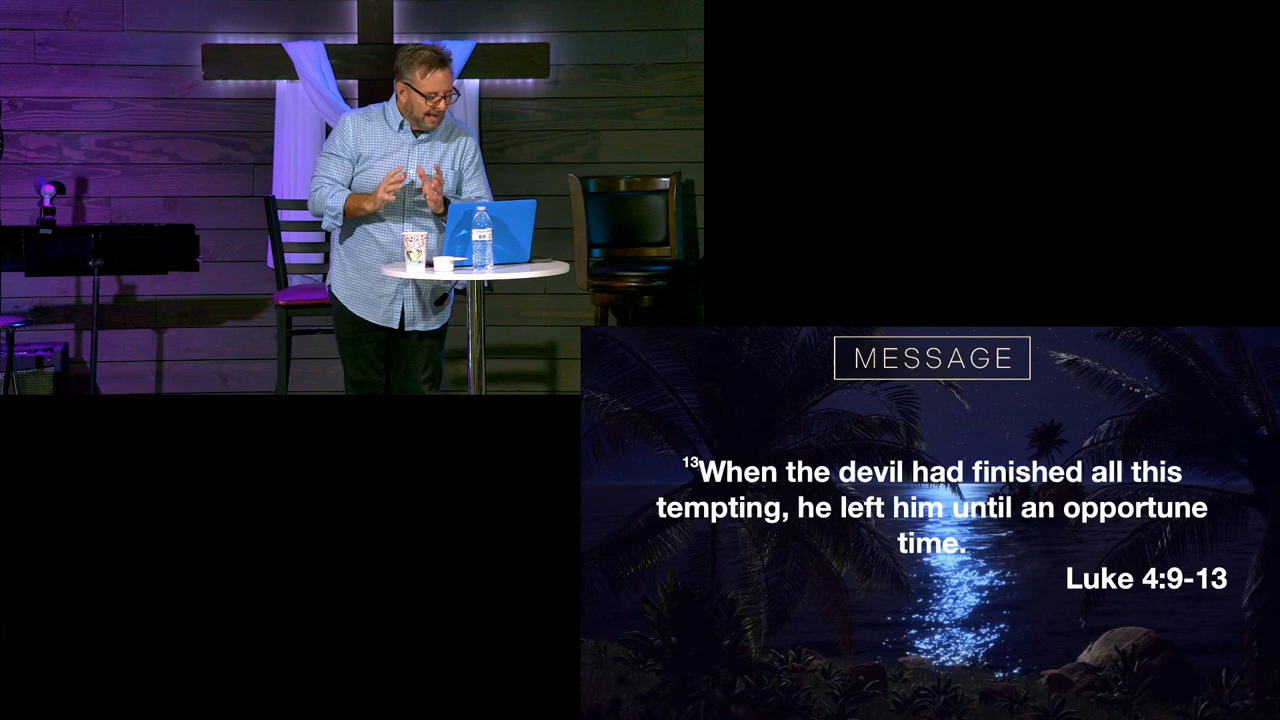 MESSAGE
13When the devil had finished all this
tempting, he left him until an opportune
time.
Luke 4:9-13